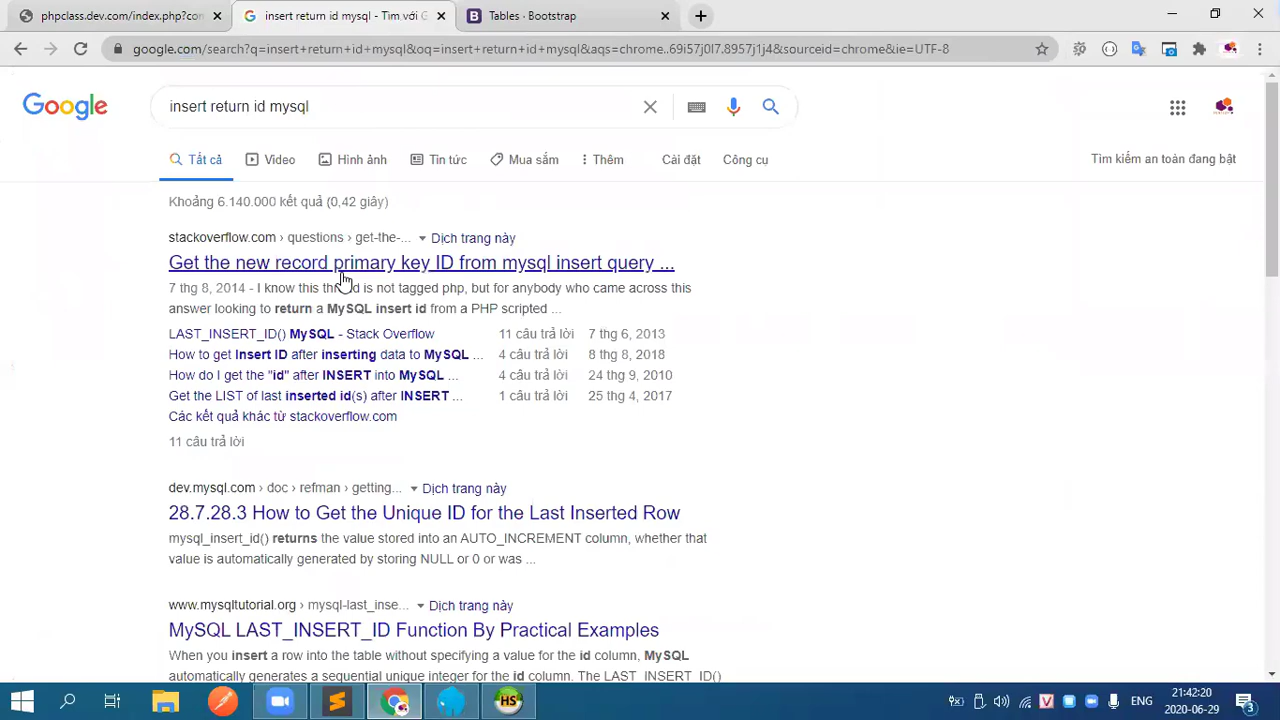 phpclass.dev.com/index.php?con
insert return id mysql - Tìm với G
Tables · Bootstrap
google.com/search?q=insert+return+id+mysql&oq=insert+return+id+mysql&aqs=chrome..69i57j0l7.8957j1j4&sourceid=chrome&ie=UTF-8
Google
insert return id mysql
Tất cả
Video
Hình ảnh
Tin tức
Mua sắm
Thêm
Cài đặt
Công cụ
Tìm kiếm an toàn đang bật
Khoảng 6.140.000 kết quả (0,42 giây)
stackoverflow.com › questions › get-the-... Dịch trang này
Get the new record primary key ID from mysql insert query ...
7 thg 8, 2014 - I know this thread is not tagged php, but for anybody who came across this
answer looking to return a MySQL insert id from a PHP scripted ...
LAST_INSERT_ID() MySQL - Stack Overflow 11 câu trả lời 7 thg 6, 2013
How to get Insert ID after inserting data to MySQL ... 4 câu trả lời 8 thg 8, 2018
How do I get the "id" after INSERT into MySQL ... 4 câu trả lời 24 thg 9, 2010
Get the LIST of last inserted id(s) after INSERT ... 1 câu trả lời 25 thg 4, 2017
Các kết quả khác từ stackoverflow.com
11 câu trả lời
dev.mysql.com › doc › refman › getting... Dịch trang này
28.7.28.3 How to Get the Unique ID for the Last Inserted Row
mysql_insert_id() returns the value stored into an AUTO_INCREMENT column, whether that
value is automatically generated by storing NULL or 0 or was ...
www.mysqltutorial.org › mysql-last_inse... Dịch trang này
MySQL LAST_INSERT_ID Function By Practical Examples
When you insert a row into the table without specifying a value for the id column, MySQL
automatically generates a sequential unique integer for the id column. The LAST_INSERT_ID()
HS
V
ENG
21:42:20
2020-06-29
3